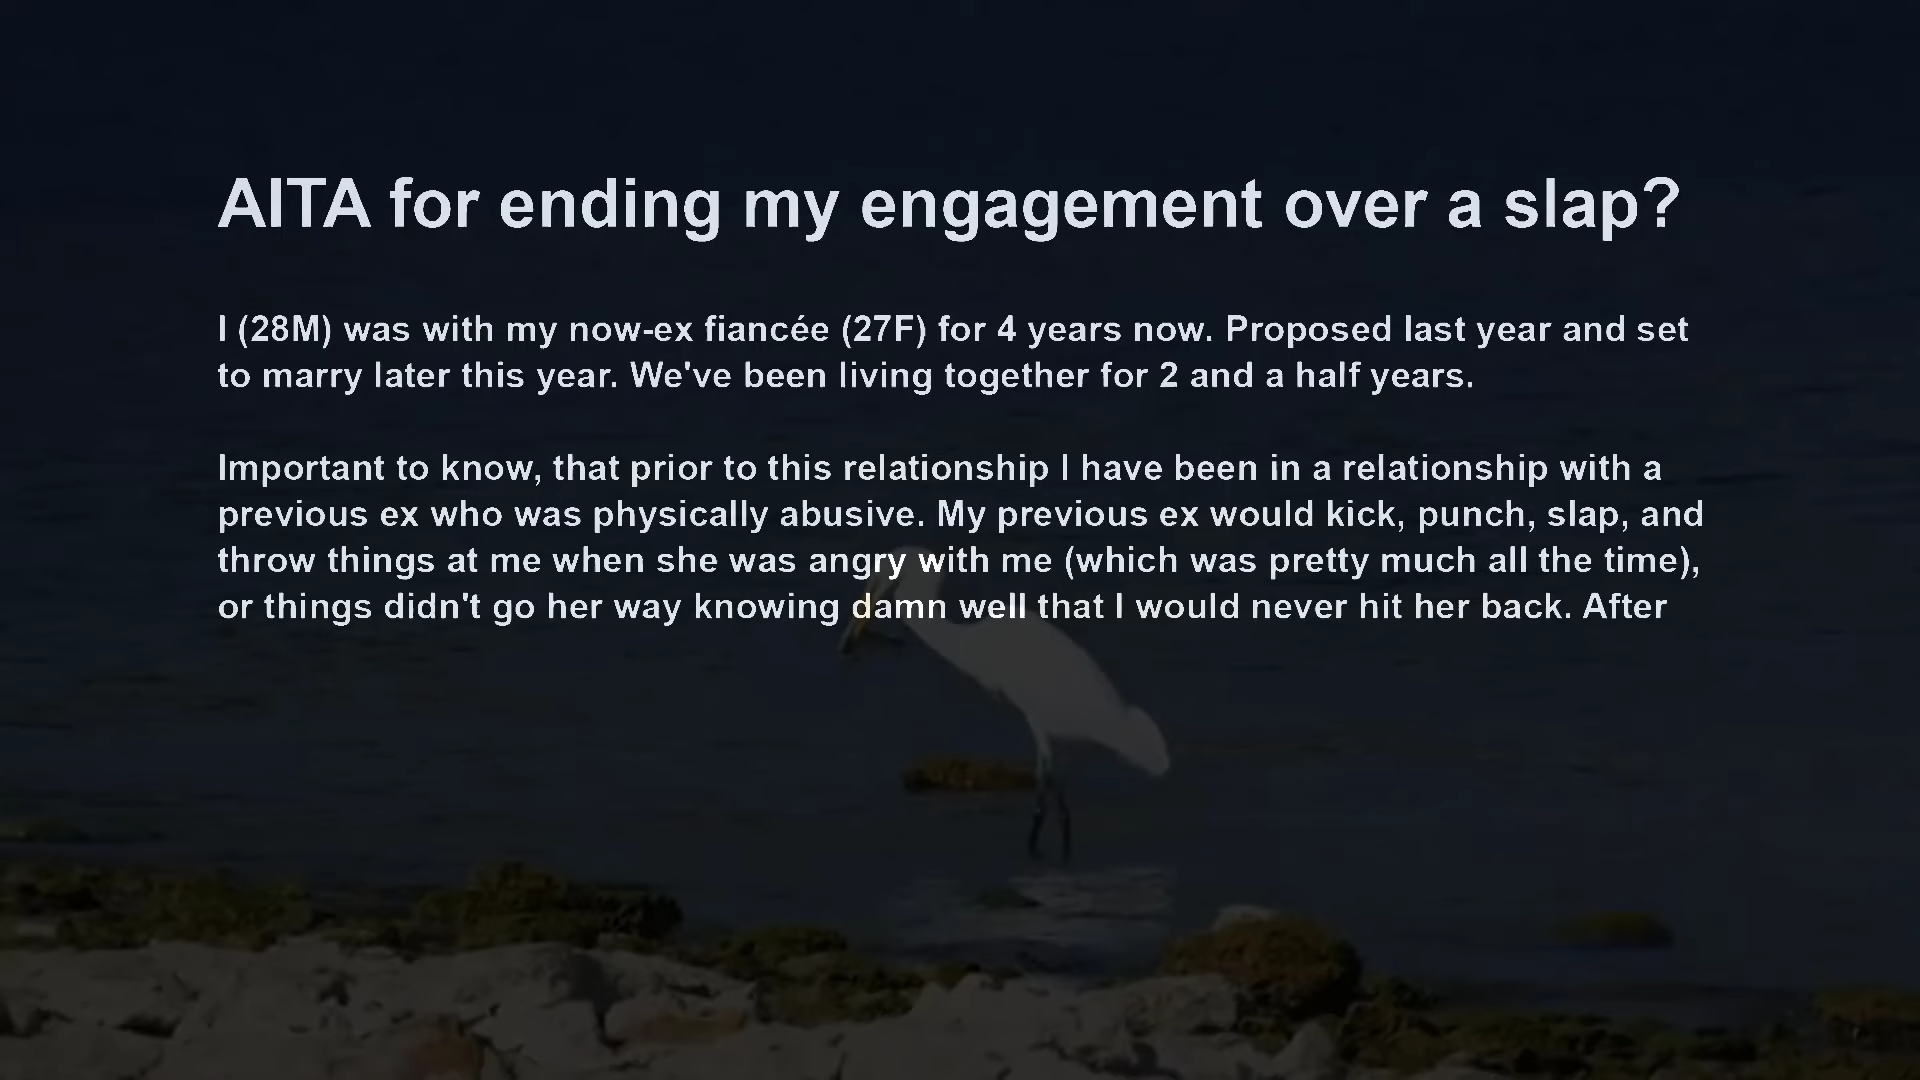 AITA for ending my engagement over a slap?
I (28M) was with my now-ex fiancée (27F) for 4 years now. Proposed last year and set
to marry later this year. We've been living together for 2 and a half years.
Important to know, that prior to this relationship I have been in a relationship with a
previous ex who was physically abusive. My previous ex would kick, punch, slap, and
throw things at me when she was angry with me (which was pretty much all the time),
or things didn't go her way knowing damn well that I would never hit her back. After